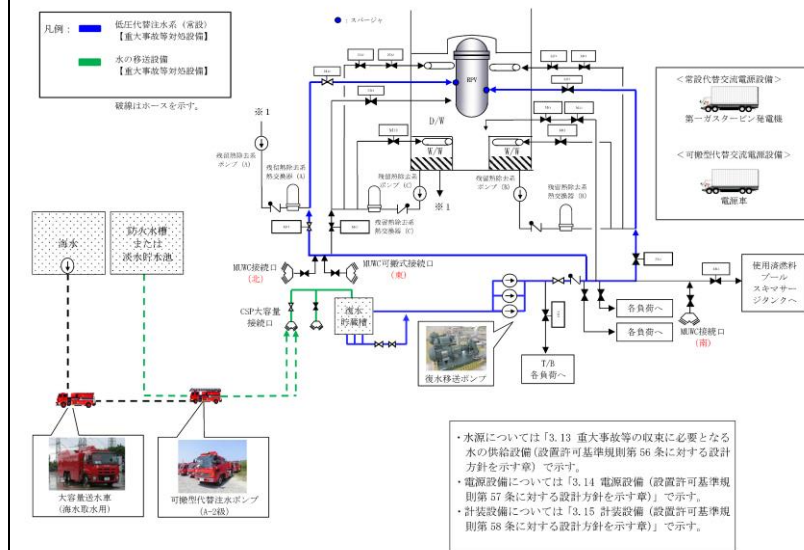 凡例：
低圧代替注水系（常設）
【重大事故等対処設備】
水の移送設備
【重大事故等対処設備】
破線はホースを示す。
●：スパージャ
RPV
D/W
W/W
W/W
※1
※1
残留熱除去系
ポンプ(A)
残留熱除去系
熱交換器(A)
残留熱除去系
ポンプ(C)
残留熱除去系
熱交換器(C)
残留熱除去系
ポンプ(B)
残留熱除去系
熱交換器(B)
＜常設代替交流電源設備＞
第一ガスタービン発電機
＜可搬型代替交流電源設備＞
電源車
海水
防火水槽
または
淡水貯水池
MUWC接続口
(北)
MUWC可搬式接続口
(東)
CSP大容量
接続口
復水
貯蔵槽
復水移送ポンプ
T/B
各負荷へ
各負荷へ
各負荷へ
MUWC接続口
(南)
使用済燃料
プール
スキマサー
ジタンクへ
大容量送水車
(海水取水用)
可搬型代替注水ポンプ
(A-2級)
・水源については「3.13 重大事故等の収束に必要となる
水の供給設備(設置許可基準規則第56条に対する設計
方針を示す章)」で示す。
・電源設備については「3.14 電源設備(設置許可基準規
則第57条に対する設計方針を示す章)」で示す。
・計装設備については「3.15 計装設備(設置許可基準規
則第58条に対する設計方針を示す章)」で示す。